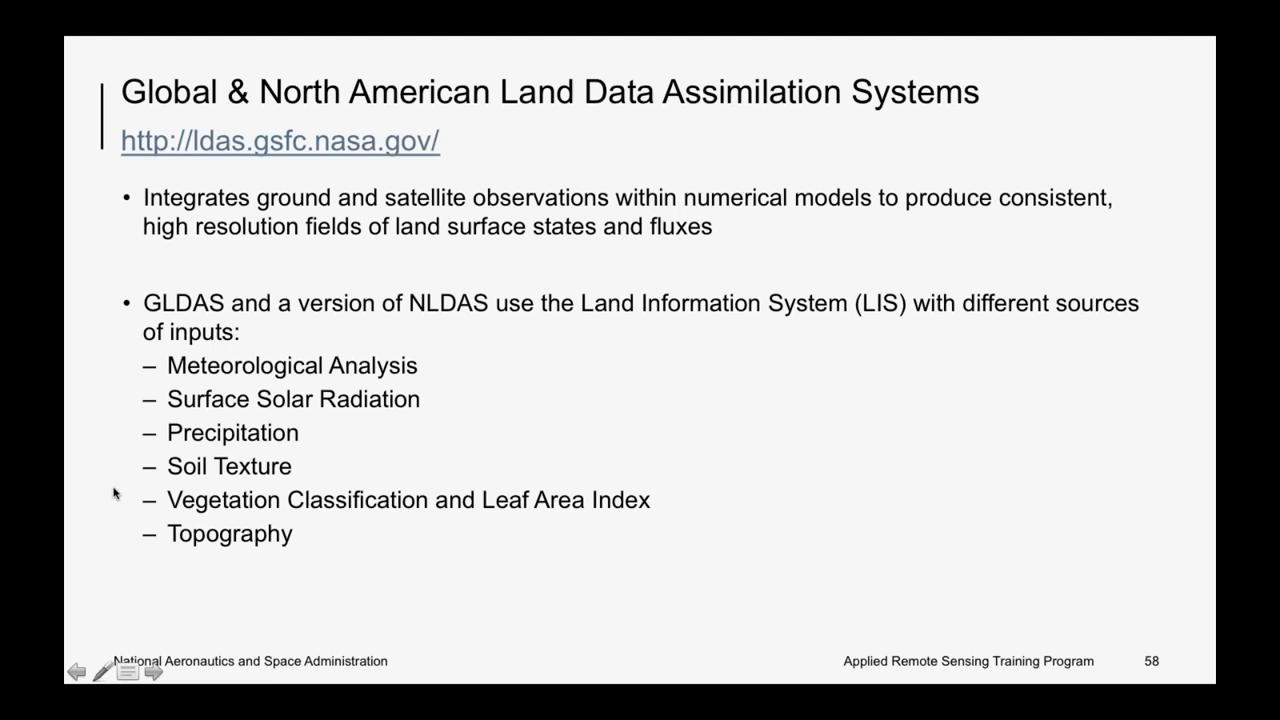 Global & North American Land Data Assimilation Systems
http://ldas.gsfc.nasa.gov/
• Integrates ground and satellite observations within numerical models to produce consistent,
high resolution fields of land surface states and fluxes
• GLDAS and a version of NLDAS use the Land Information System (LIS) with different sources
of inputs:
– Meteorological Analysis
– Surface Solar Radiation
– Precipitation
– Soil Texture
– Vegetation Classification and Leaf Area Index
– Topography
National Aeronautics and Space Administration
Applied Remote Sensing Training Program 58